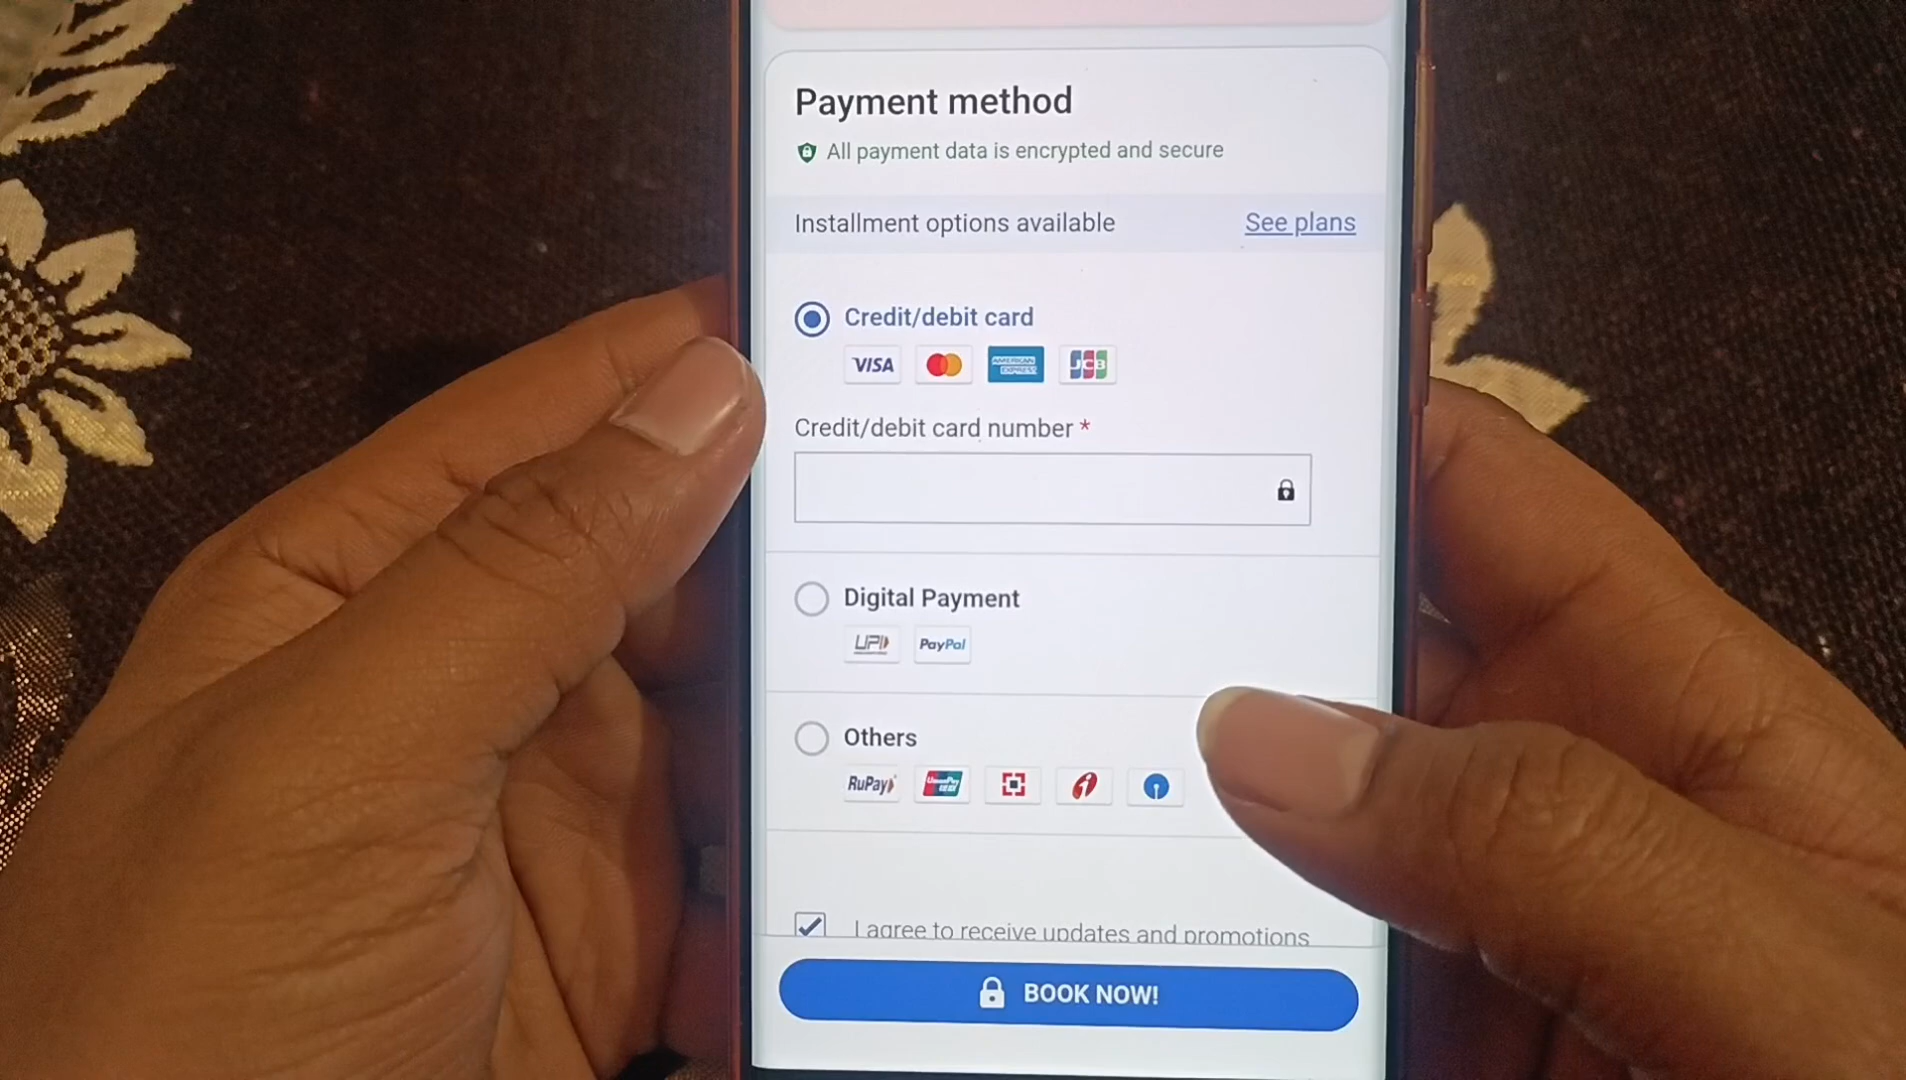 Payment method
All payment data is encrypted and secure
Installment options available See plans
Credit/debit card
VISA AMERICAN EXPRESS JCB
Credit/debit card number *
Digital Payment
UPI PayPal
Others
RuPay UnionPay
I agree to receive updates and promotions
BOOK NOW!